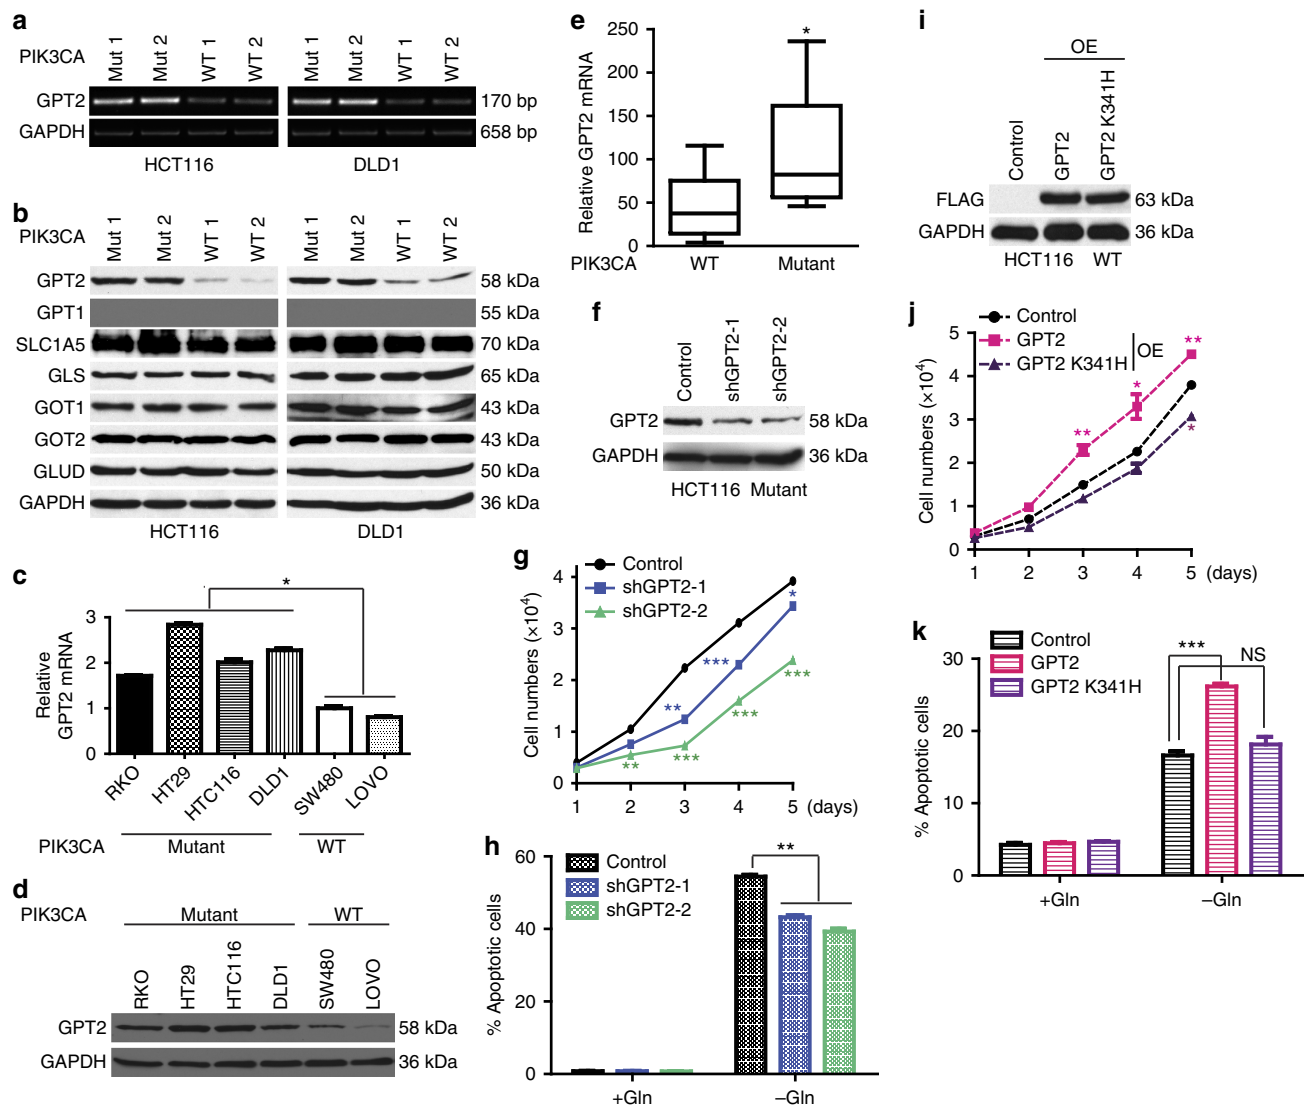 a
PIK3CA
Mut 1 Mut 2 WT 1 WT 2 Mut 1 Mut 2 WT 1 WT 2
GPT2 170 bp
GAPDH 658 bp
HCT116 DLD1
b
PIK3CA
Mut 1 Mut 2 WT 1 WT 2 Mut 1 Mut 2 WT 1 WT 2
GPT2 58 kDa
GPT1 55 kDa
SLC1A5 70 kDa
GLS 65 kDa
GOT1 43 kDa
GOT2 43 kDa
GLUD 50 kDa
GAPDH 36 kDa
HCT116 DLD1
c
*
Relative
GPT2 mRNA
3
2
1
0
RKO HT29 HTC116 DLD1 SW480 LOVO
PIK3CA Mutant WT
d
PIK3CA Mutant WT
RKO HT29 HTC116 DLD1 SW480 LOVO
GPT2 58 kDa
GAPDH 36 kDa
e
Relative GPT2 mRNA
250
200
150
100
50
0
*
PIK3CA WT Mutant
f
Control shGPT2-1 shGPT2-2
GPT2 58 kDa
GAPDH 36 kDa
HCT116 Mutant
g
Control
shGPT2-1
shGPT2-2
Cell numbers (×10⁴)
4
3
2
1
0
** *** ** *** *** *** * ***
1 2 3 4 5 (days)
h
Control
shGPT2-1
shGPT2-2
**
% Apoptotic cells
60
40
20
0
+Gln –Gln
i
OE
Control GPT2 GPT2 K341H
FLAG 63 kDa
GAPDH 36 kDa
HCT116 WT
j
Control
GPT2
GPT2 K341H
OE
Cell numbers (×10⁴)
5
4
3
2
1
0
** * ** *
1 2 3 4 5 (days)
k
Control
GPT2
GPT2 K341H
*** NS
% Apoptotic cells
30
20
10
0
+Gln –Gln